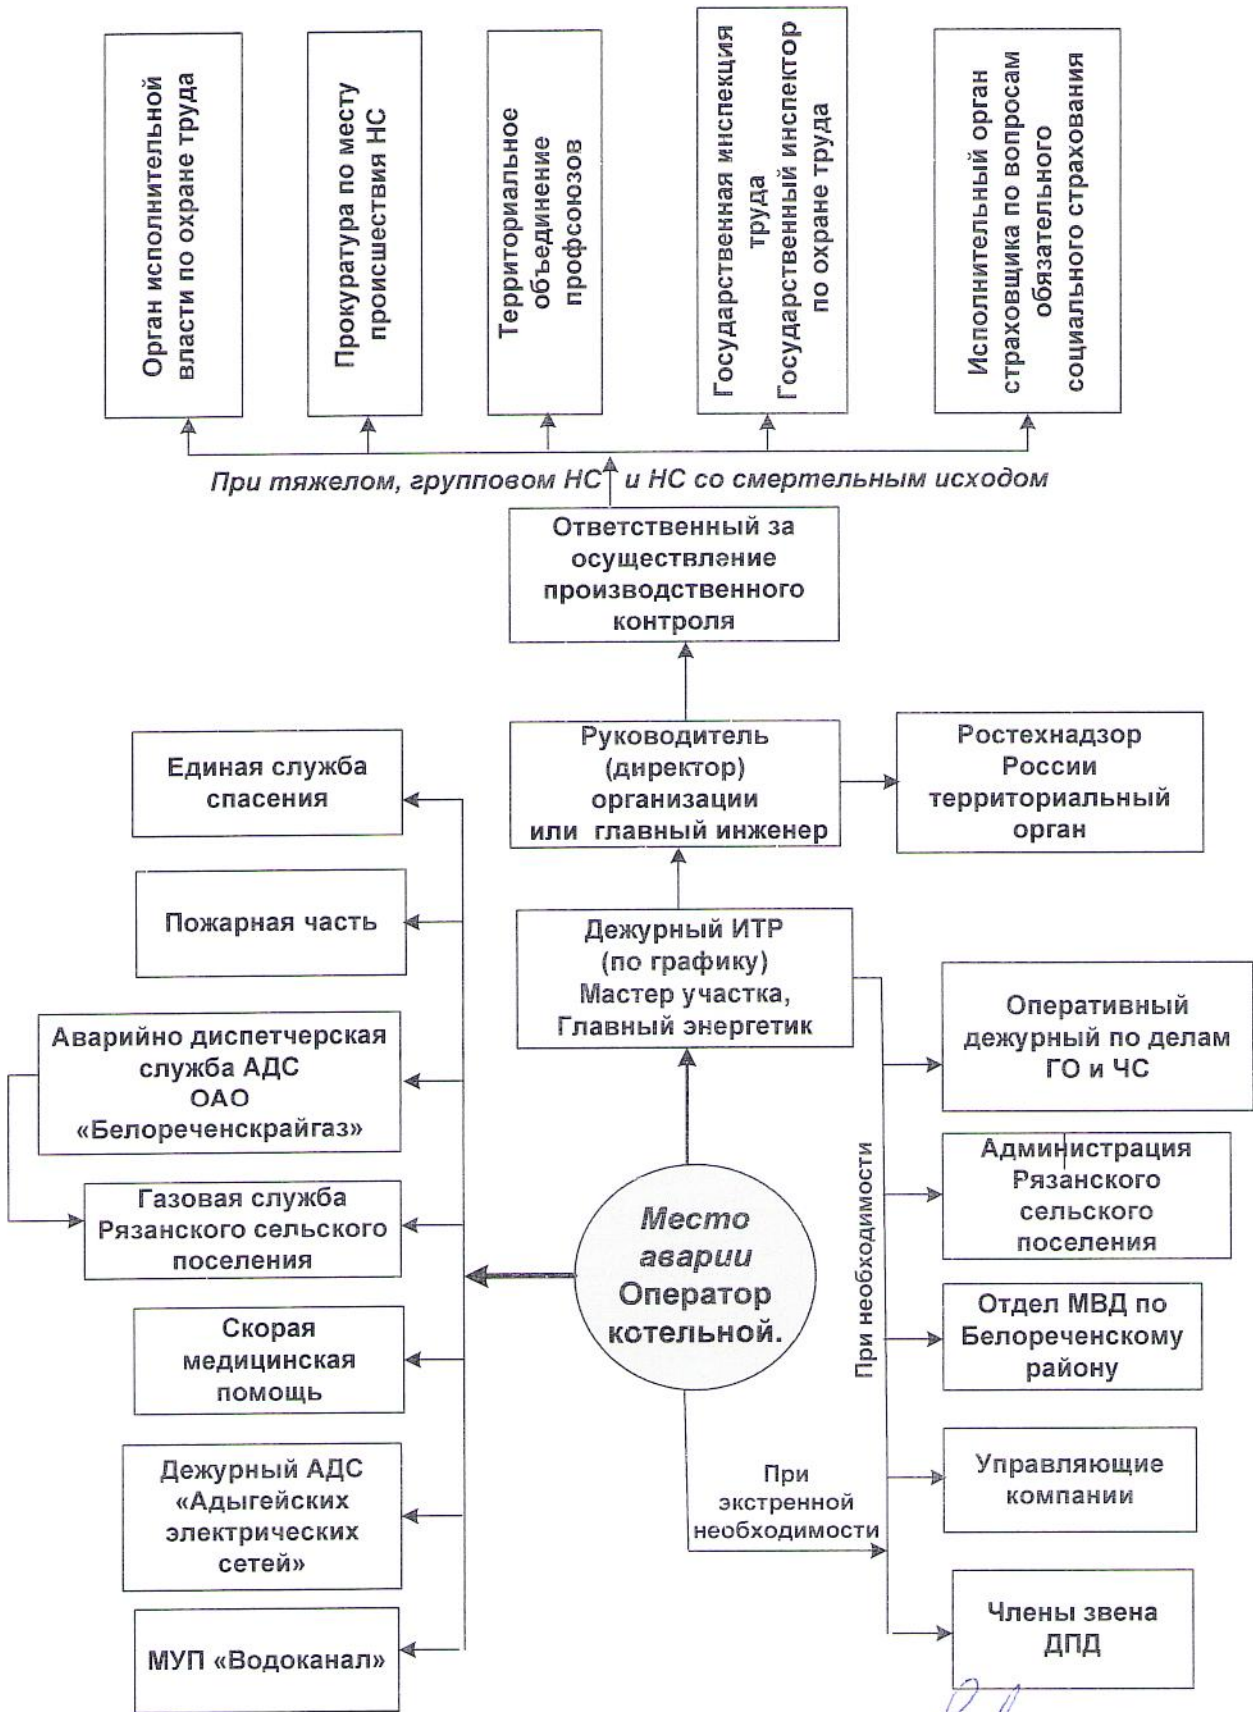 Орган исполнительной
власти по охране труда
Прокуратура по месту
происшествия НС
Территориальное
объединение
профсоюзов
Государственная инспекция
труда
Государственный инспектор
по охране труда
Исполнительный орган
страховщика по вопросам
обязательного
социального страхования
При тяжелом, групповом НС и НС со смертельным исходом
Ответственный за
осуществление
производственного
контроля
Руководитель
(директор)
организации
или главный инженер
Ростехнадзор
России
территориальный
орган
Единая служба
спасения
Пожарная часть
Аварийно диспетчерская
служба АДС
ОАО
«Белореченскрайгаз»
Газовая служба
Рязанского сельского
поселения
Скорая
медицинская
помощь
Дежурный АДС
«Адыгейских
электрических
сетей»
МУП «Водоканал»
Дежурный ИТР
(по графику)
Мастер участка,
Главный энергетик
Место
аварии
Оператор
котельной.
При необходимости
При
экстренной
необходимости
Оперативный
дежурный по делам
ГО и ЧС
Администрация
Рязанского
сельского
поселения
Отдел МВД по
Белореченскому
району
Управляющие
компании
Члены звена
ДПД